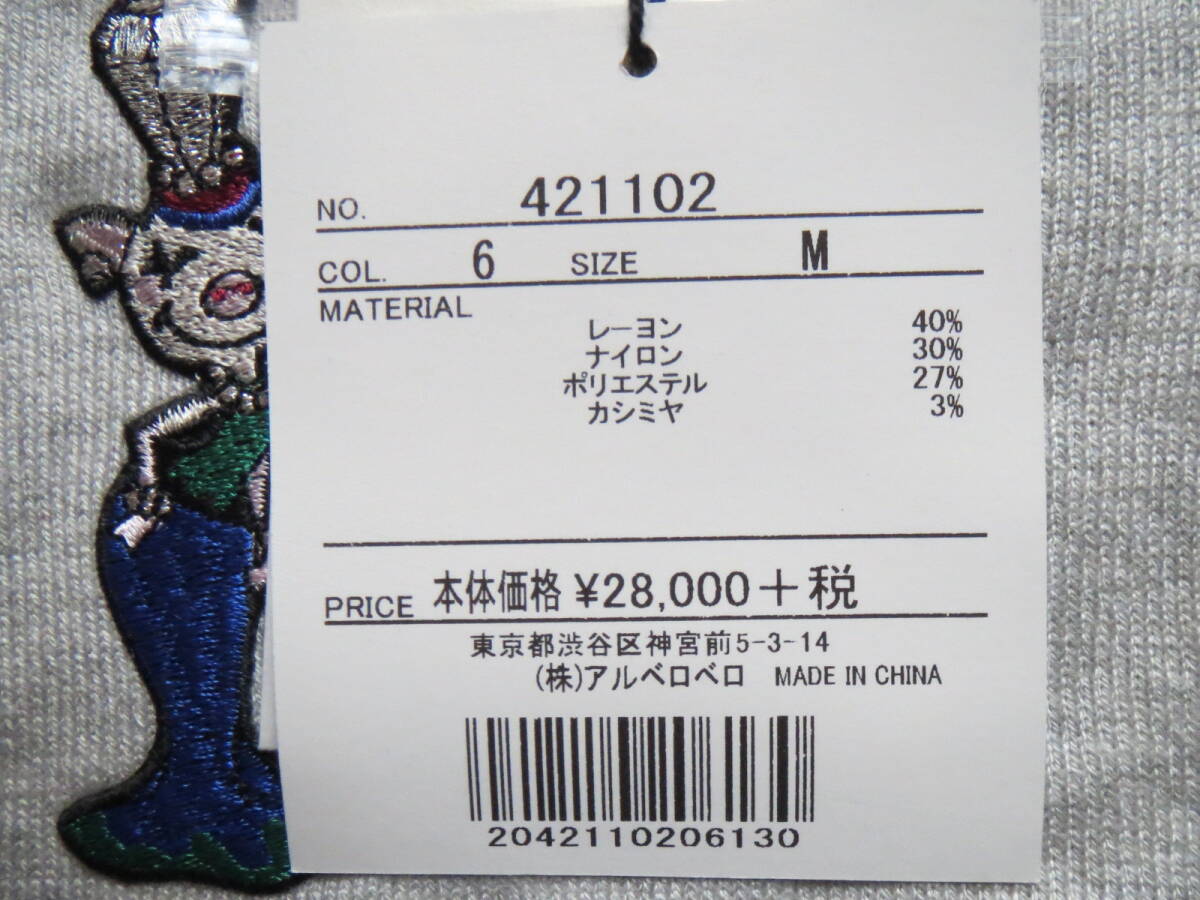 NO. 421102
COL. 6 SIZE M
MATERIAL
レーヨン 40%
ナイロン 30%
ポリエステル 27%
カシミヤ 3%
PRICE 本体価格 ¥28,000+税
東京都渋谷区神宮前5-3-14
(株)アルベロベロ MADE IN CHINA
2042110206130